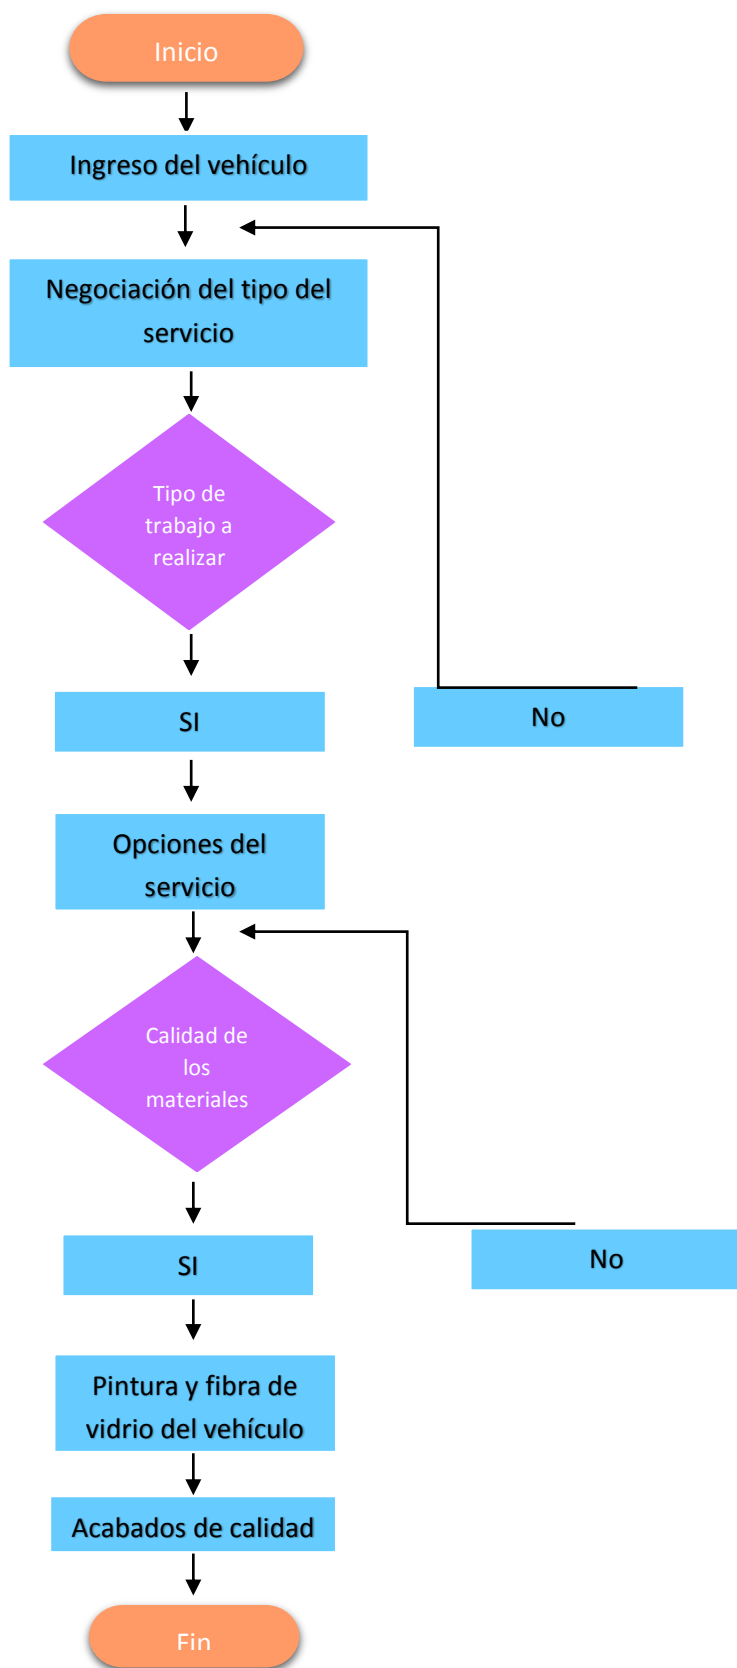 Inicio
Ingreso del vehículo
Negociación del tipo del
servicio
Tipo de
trabajo a
realizar
SI
No
Opciones del
servicio
Calidad de
los
materiales
SI
No
Pintura y fibra de
vidrio del vehículo
Acabados de calidad
Fin